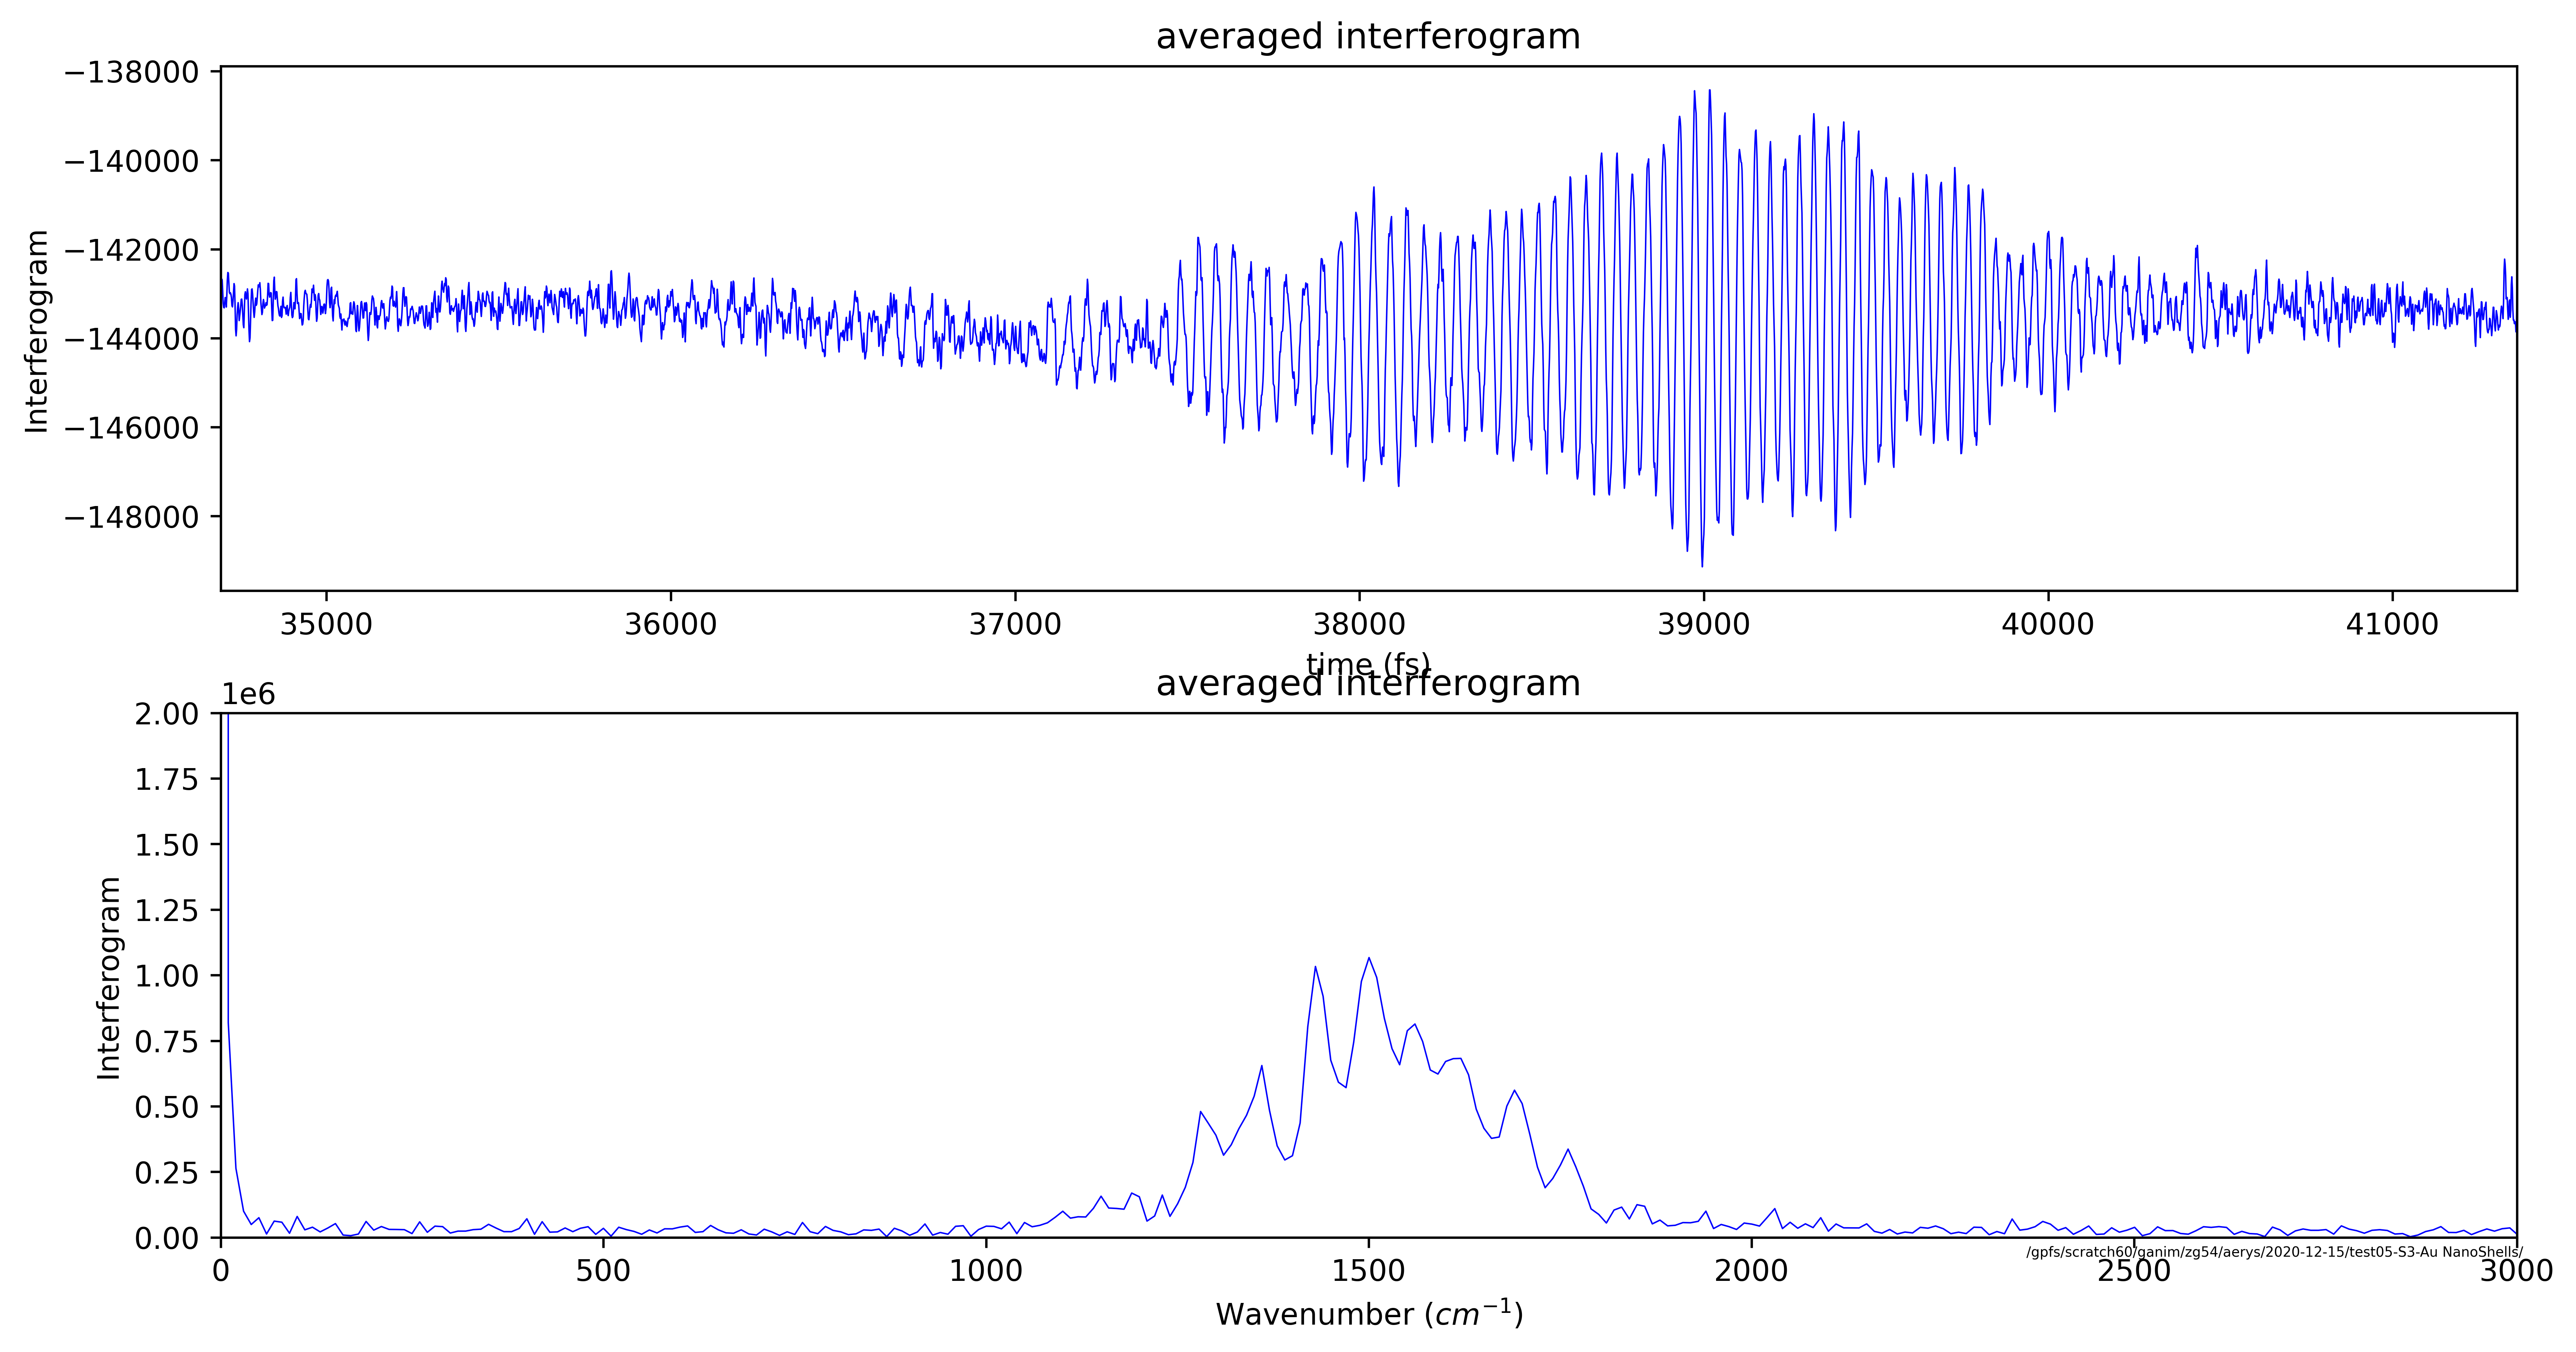 averaged interferogram
−138000
−140000
−142000
−144000
−146000
−148000
Interferogram
35000 36000 37000 38000 39000 40000 41000
time (fs)
averaged interferogram
1e6
2.00
1.75
1.50
1.25
1.00
0.75
0.50
0.25
0.00
Interferogram
/gpfs/scratch60/ganim/zg54/aerys/2020-12-15/test05-S3-Au NanoShells/
0 500 1000 1500 2000 2500 3000
Wavenumber (cm⁻¹)